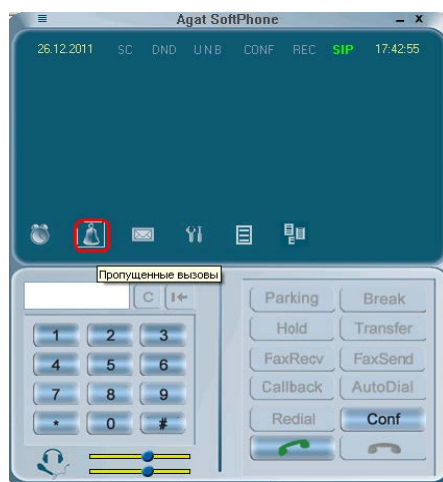 Agat SoftPhone
26.12.2011 SC DND UNB CONF REC SIP 17:42:55
Пропущенные вызовы
C
Parking Break
1 2 3 Hold Transfer
4 5 6 FaxRecv FaxSend
7 8 9 Callback AutoDial
* 0 # Redial Conf